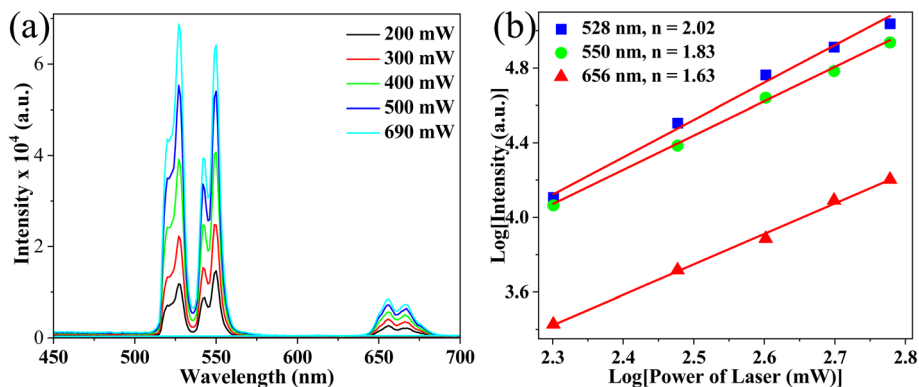 (a)
200 mW
300 mW
400 mW
500 mW
690 mW
Intensity x 10⁴ (a.u.)
6
4
2
0
450 500 550 600 650 700
Wavelength (nm)
(b)
528 nm, n = 2.02
550 nm, n = 1.83
656 nm, n = 1.63
Log[Intensity (a.u.)]
4.8
4.4
4.0
3.6
2.3 2.4 2.5 2.6 2.7 2.8
Log[Power of Laser (mW)]